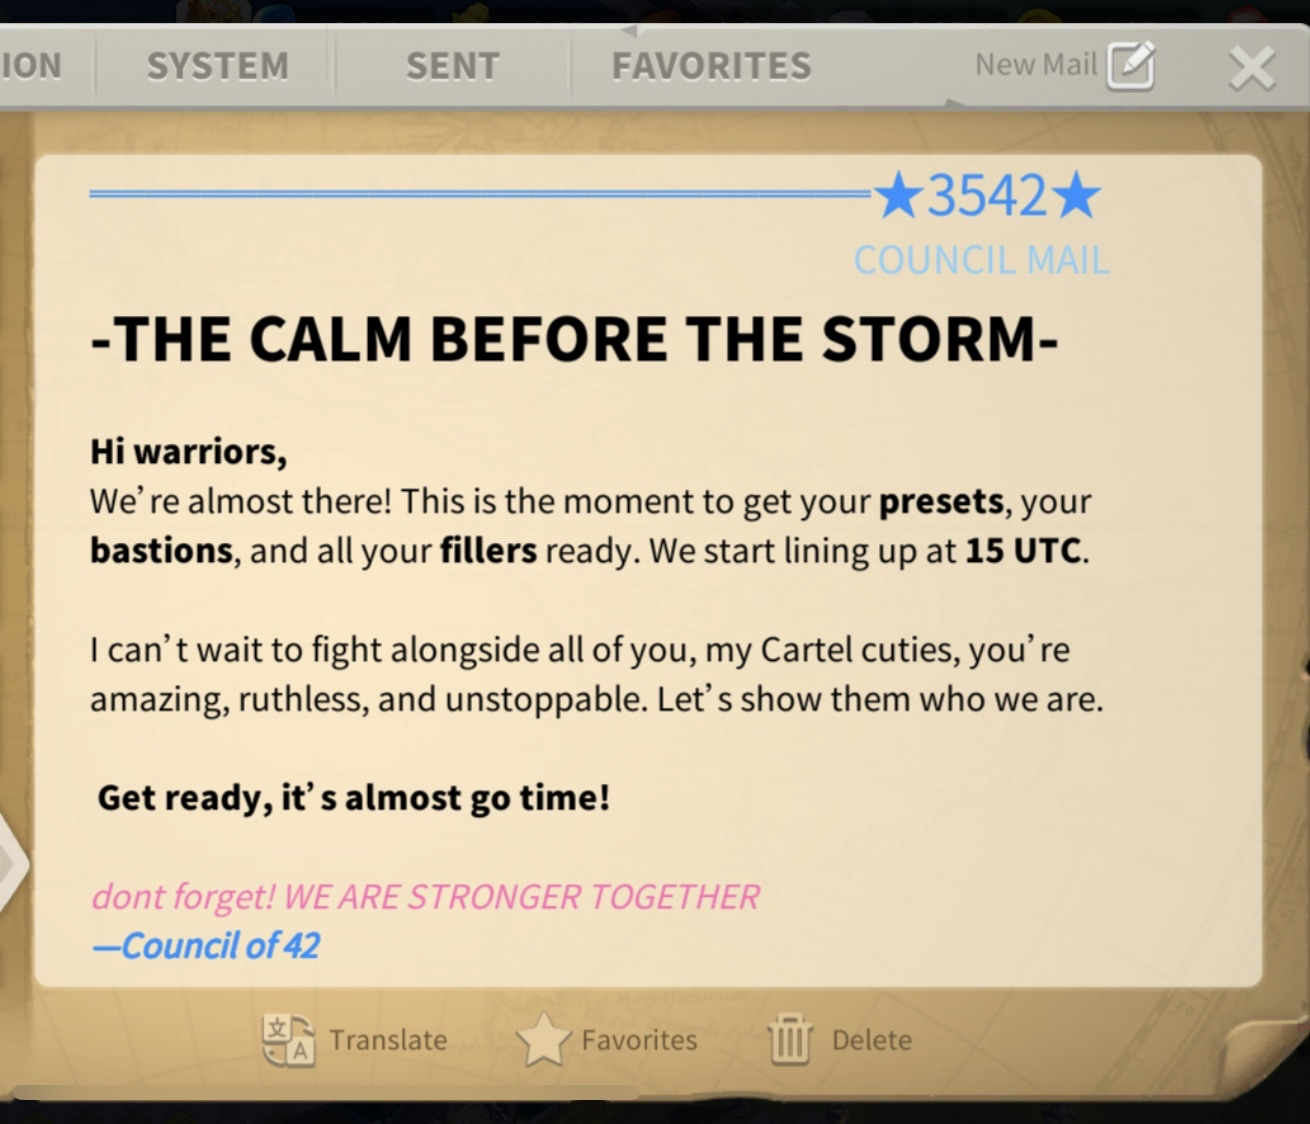 ION SYSTEM SENT FAVORITES New Mail
★3542★
COUNCIL MAIL
-THE CALM BEFORE THE STORM-
Hi warriors,
We're almost there! This is the moment to get your presets, your
bastions, and all your fillers ready. We start lining up at 15 UTC.
I can't wait to fight alongside all of you, my Cartel cuties, you're
amazing, ruthless, and unstoppable. Let's show them who we are.
Get ready, it's almost go time!
dont forget! WE ARE STRONGER TOGETHER
—Council of 42
文 A Translate Favorites Delete